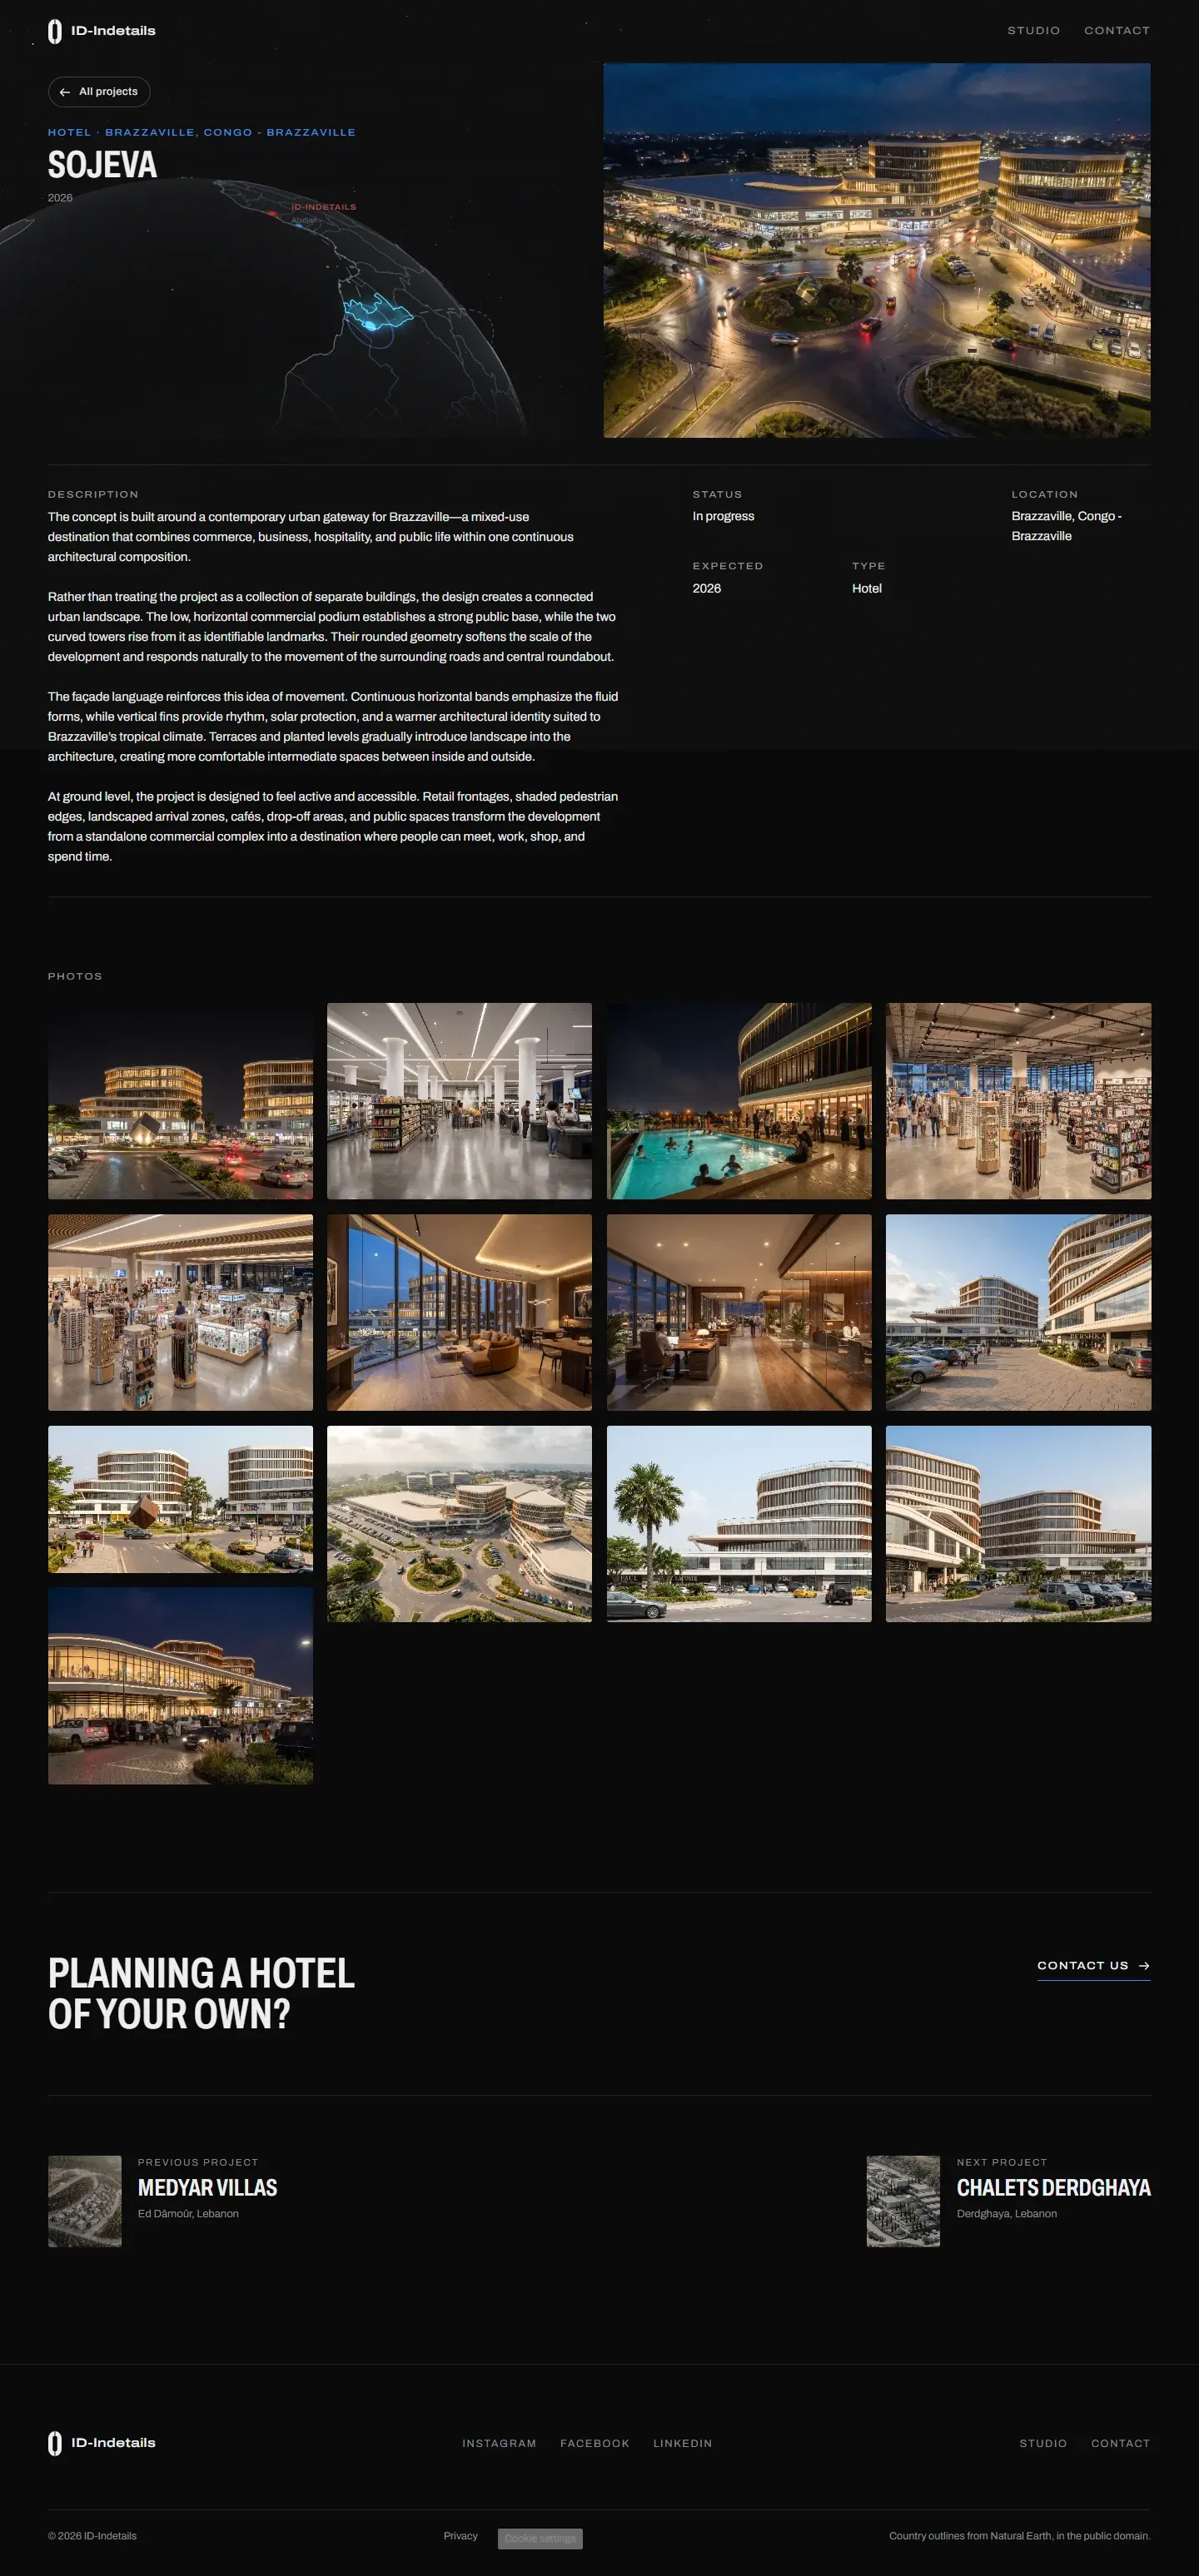 ID-Indetails
STUDIO CONTACT
All projects
HOTEL · BRAZZAVILLE, CONGO - BRAZZAVILLE
SOJEVA
2026
ID-INDETAILS
Abidjan
DESCRIPTION
The concept is built around a contemporary urban gateway for Brazzaville—a mixed-use
destination that combines commerce, business, hospitality, and public life within one continuous
architectural composition.
Rather than treating the project as a collection of separate buildings, the design creates a connected
urban landscape. The low, horizontal commercial podium establishes a strong public base, while the two
curved towers rise from it as identifiable landmarks. Their rounded geometry softens the scale of the
development and responds naturally to the movement of the surrounding roads and central roundabout.
The façade language reinforces this idea of movement. Continuous horizontal bands emphasize the fluid
forms, while vertical fins provide rhythm, solar protection, and a warmer architectural identity suited to
Brazzaville’s tropical climate. Terraces and planted levels gradually introduce landscape into the
architecture, creating more comfortable intermediate spaces between inside and outside.
At ground level, the project is designed to feel active and accessible. Retail frontages, shaded pedestrian
edges, landscaped arrival zones, cafés, drop-off areas, and public spaces transform the development
from a standalone commercial complex into a destination where people can meet, work, shop, and
spend time.
STATUS
In progress
LOCATION
Brazzaville, Congo -
Brazzaville
EXPECTED
2026
TYPE
Hotel
PHOTOS
PLANNING A HOTEL
OF YOUR OWN?
CONTACT US
PREVIOUS PROJECT
MEDYAR VILLAS
Ed Dâmoûr, Lebanon
NEXT PROJECT
CHALETS DERDGHAYA
Derdghaya, Lebanon
ID-Indetails
INSTAGRAM FACEBOOK LINKEDIN
STUDIO CONTACT
© 2026 ID-Indetails
Privacy
Cookie settings
Country outlines from Natural Earth, in the public domain.